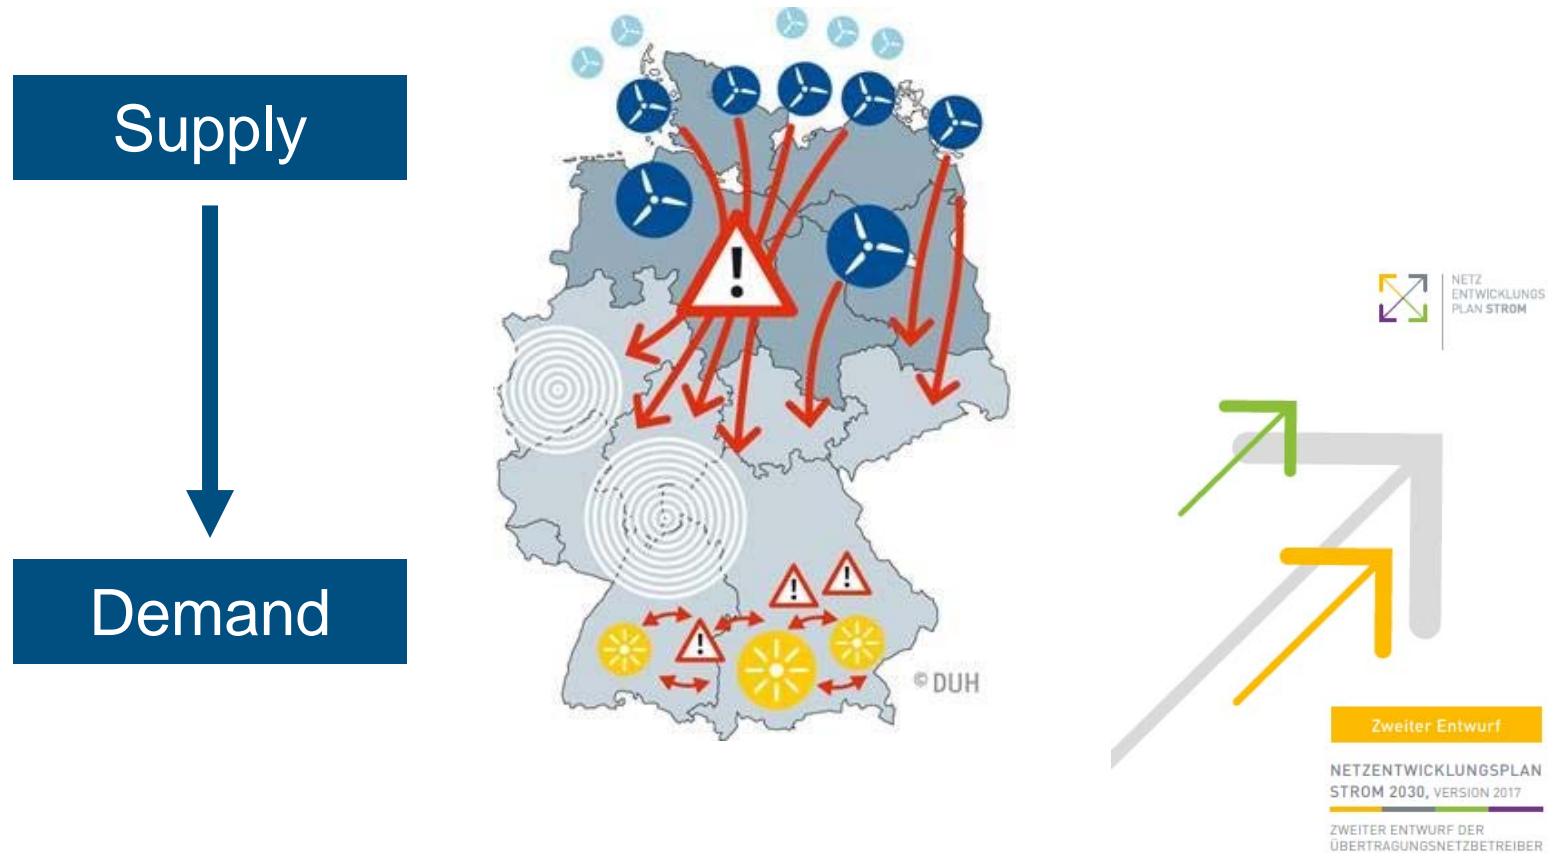 Supply
Demand
! 
!
!
!
© DUH
NETZ
ENTWICKLUNGS
PLAN STROM
Zweiter Entwurf
NETZENTWICKLUNGSPLAN
STROM 2030, VERSION 2017
ZWEITER ENTWURF DER
ÜBERTRAGUNGSNETZBETREIBER